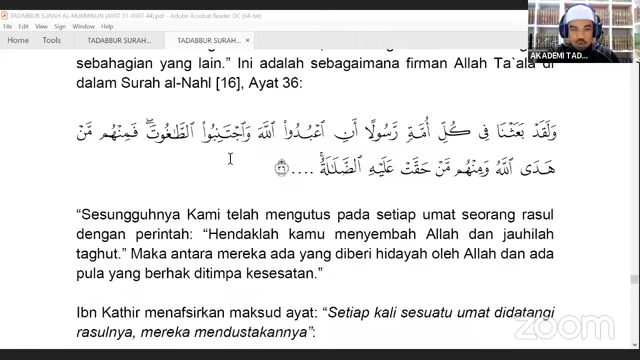 TADABBUR SURAH AL-MUKMINUN (AYAT 31-AYAT 44).pdf - Adobe Acrobat Reader DC (64-bit)
File Edit View Sign Window Help
Home Tools TADABBUR SURAH... TADABBUR SURAH... ×
sebahagian yang lain.” Ini adalah sebagaimana firman Allah Ta`ala di
dalam Surah al-Nahl [16], Ayat 36:
وَلَقَدْ بَعَثْنَا فِي كُلِّ أُمَّةٍ رَّسُولًا أَنِ اعْبُدُوا اللَّهَ وَاجْتَنِبُوا الطَّاغُوتَ ۖ فَمِنْهُم مَّنْ
هَدَى اللَّهُ وَمِنْهُم مَّنْ حَقَّتْ عَلَيْهِ الضَّلَالَةُ ۚ .... ٣٦
“Sesungguhnya Kami telah mengutus pada setiap umat seorang rasul
dengan perintah: “Hendaklah kamu menyembah Allah dan jauhilah
taghut.” Maka antara mereka ada yang diberi hidayah oleh Allah dan ada
pula yang berhak ditimpa kesesatan.”
Ibn Kathir menafsirkan maksud ayat: “Setiap kali sesuatu umat didatangi
rasulnya, mereka mendustakannya”:
AKADEMI TAD...
zoom